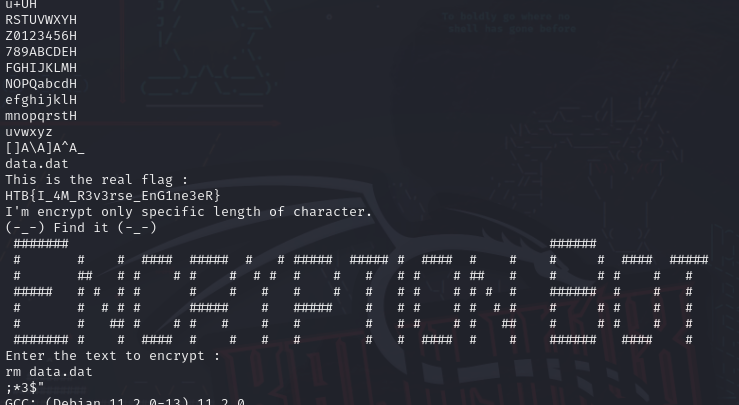 u+UH
RSTUVWXYH
Z0123456H
789ABCDEH
FGHIJKLMH
NOPQabcdH
efghijklH
mnopqrstH
uvwxyz
[]A\A]A^A_
data.dat
This is the real flag :
HTB{I_4M_R3v3rse_EnG1ne3eR}
I'm encrypt only specific length of character.
(-_-) Find it (-_-)
ENCRYPTION BOT
Enter the text to encrypt :
rm data.dat
;*3$"
GCC: (Debian 11.2.0-13) 11.2.0